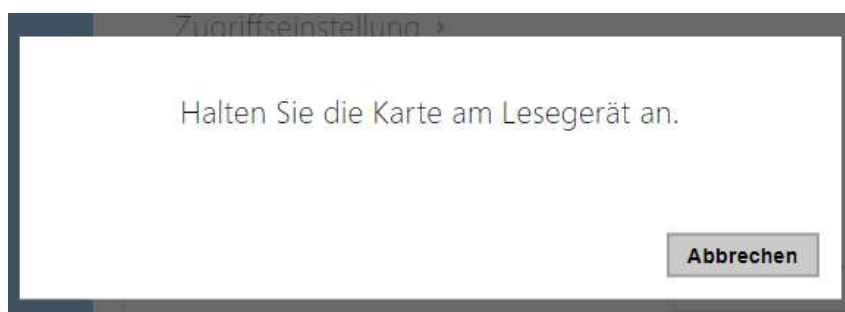 Zugriffseinstellung ›
Halten Sie die Karte am Lesegerät an.
Abbrechen